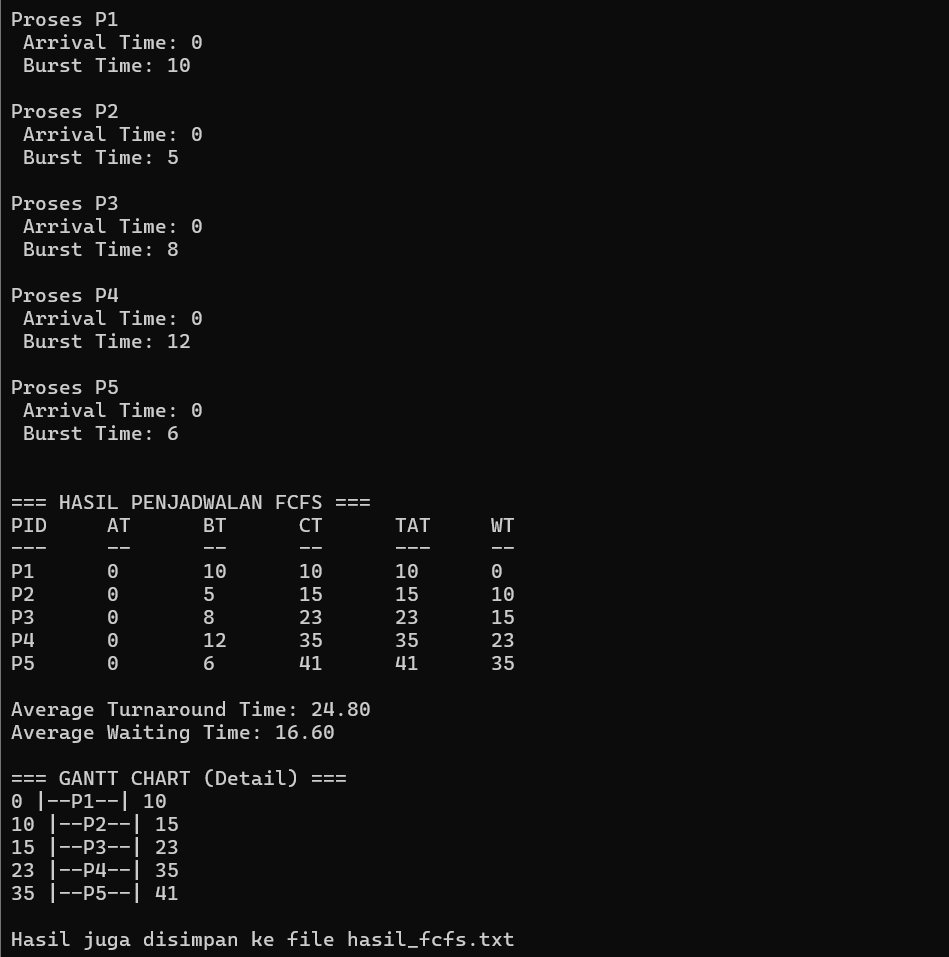 Proses P1
 Arrival Time: 0
 Burst Time: 10

Proses P2
 Arrival Time: 0
 Burst Time: 5

Proses P3
 Arrival Time: 0
 Burst Time: 8

Proses P4
 Arrival Time: 0
 Burst Time: 12

Proses P5
 Arrival Time: 0
 Burst Time: 6


=== HASIL PENJADWALAN FCFS ===
PID     AT      BT      CT      TAT     WT
---     --      --      --      ---     --
P1      0       10      10      10      0
P2      0       5       15      15      10
P3      0       8       23      23      15
P4      0       12      35      35      23
P5      0       6       41      41      35

Average Turnaround Time: 24.80
Average Waiting Time: 16.60

=== GANTT CHART (Detail) ===
0 |--P1--| 10
10 |--P2--| 15
15 |--P3--| 23
23 |--P4--| 35
35 |--P5--| 41

Hasil juga disimpan ke file hasil_fcfs.txt